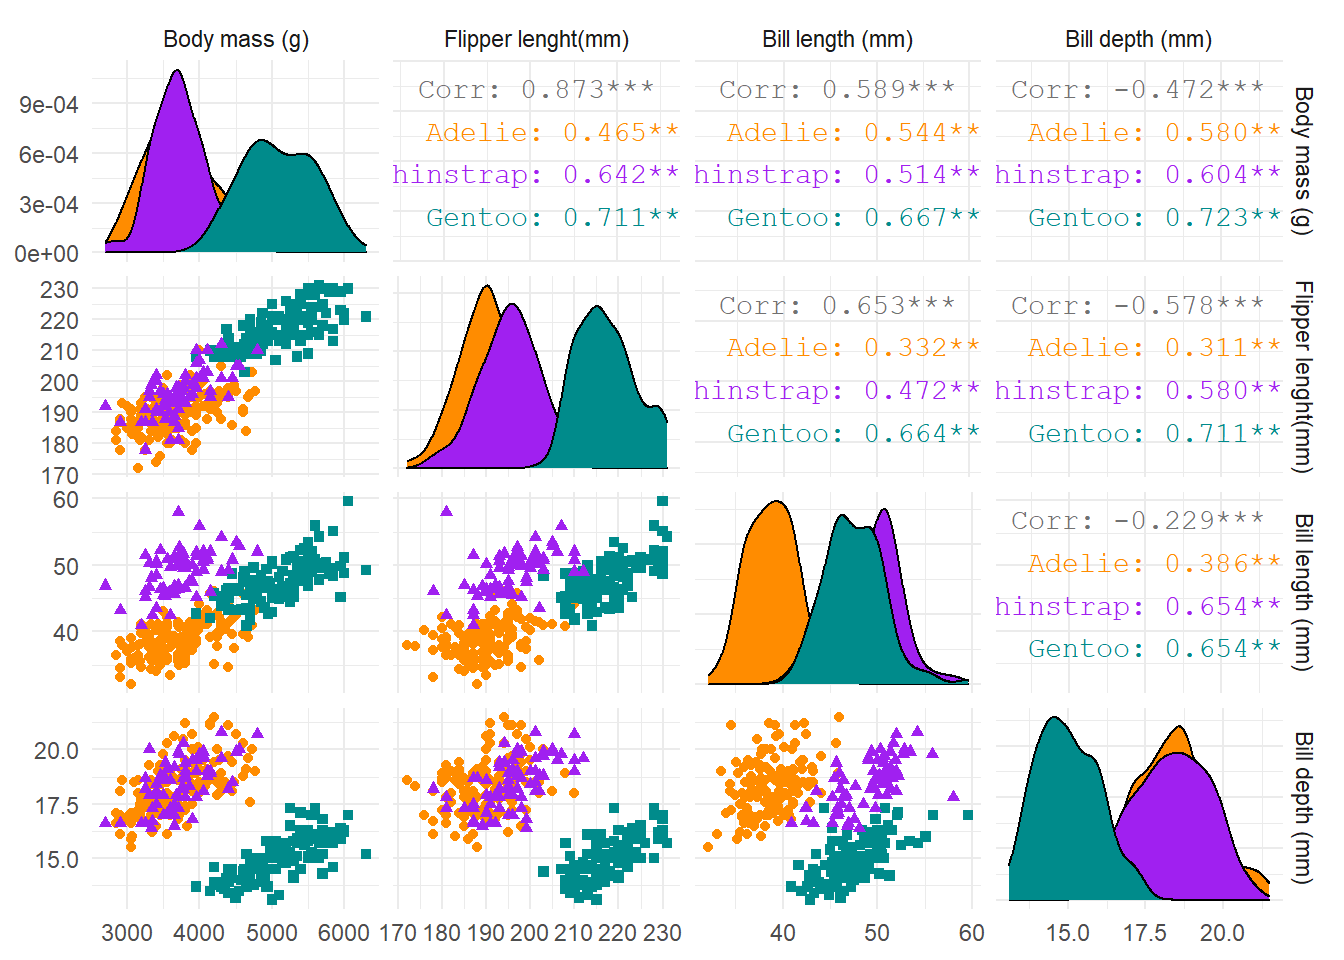 Body mass (g) Flipper lenght(mm) Bill length (mm) Bill depth (mm)
9e-04
6e-04
3e-04
0e+00
Corr: 0.873***
Adelie: 0.465**
hinstrap: 0.642**
Gentoo: 0.711**
Corr: 0.589***
Adelie: 0.544**
hinstrap: 0.514**
Gentoo: 0.667**
Corr: -0.472***
Adelie: 0.580**
hinstrap: 0.604**
Gentoo: 0.723**
Body mass (g)
230
220
210
200
190
180
170
Corr: 0.653***
Adelie: 0.332**
hinstrap: 0.472**
Gentoo: 0.664**
Corr: -0.578***
Adelie: 0.311**
hinstrap: 0.580**
Gentoo: 0.711**
Flipper lenght(mm)
60
50
40
Corr: -0.229***
Adelie: 0.386**
hinstrap: 0.654**
Gentoo: 0.654**
Bill length (mm)
20.0
17.5
15.0
Bill depth (mm)
3000 4000 5000 6000 170 180 190 200 210 220 230 40 50 60 15.0 17.5 20.0